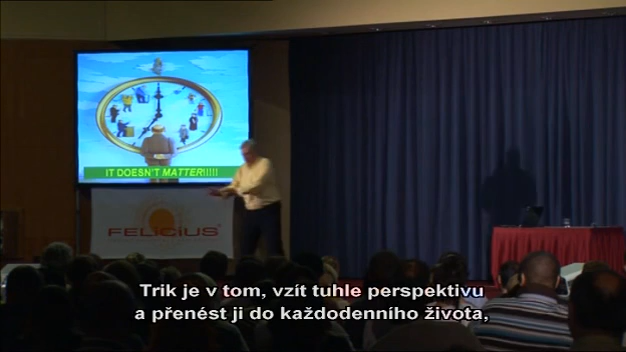 IT DOESN'T MATTER!!!!!
FELICIUS
Trik je v tom, vzít tuhle perspektivu
a přenést ji do každodenního života,